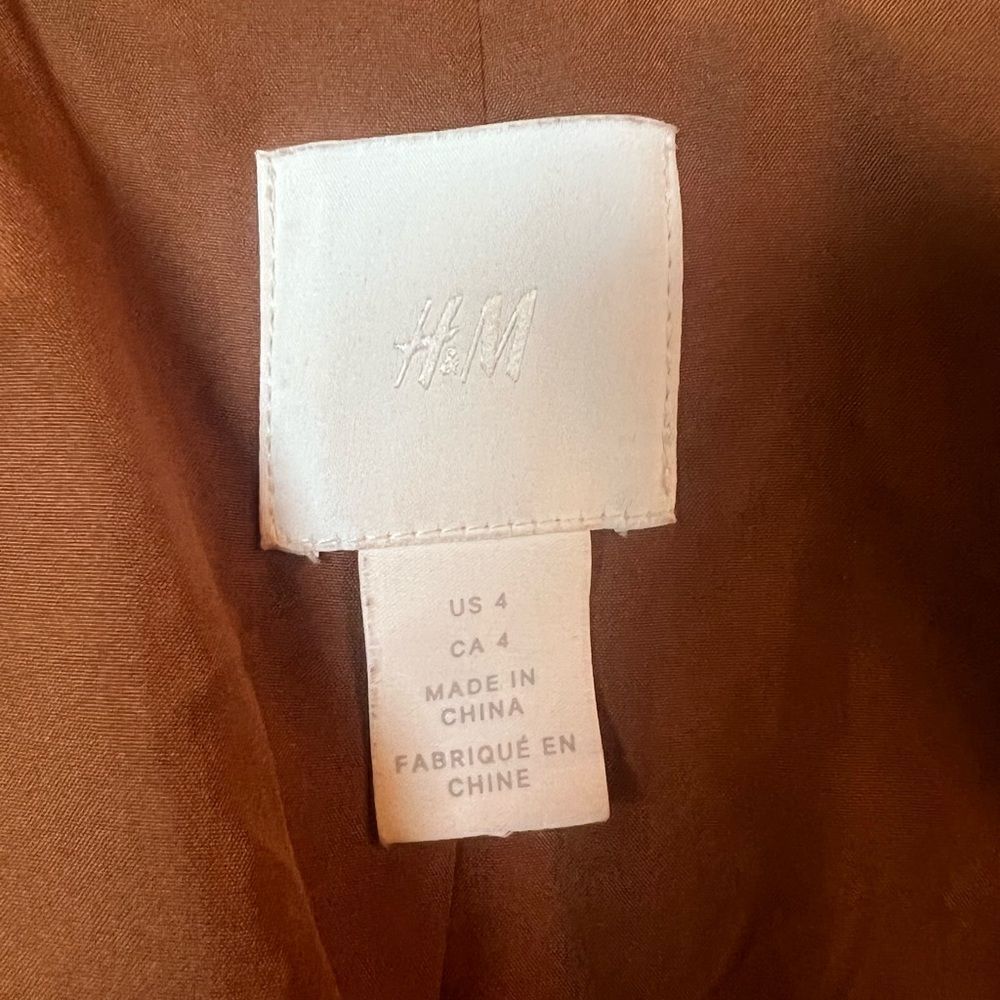 H&M
US 4
CA 4
MADE IN
CHINA
FABRIQUÉ EN
CHINE